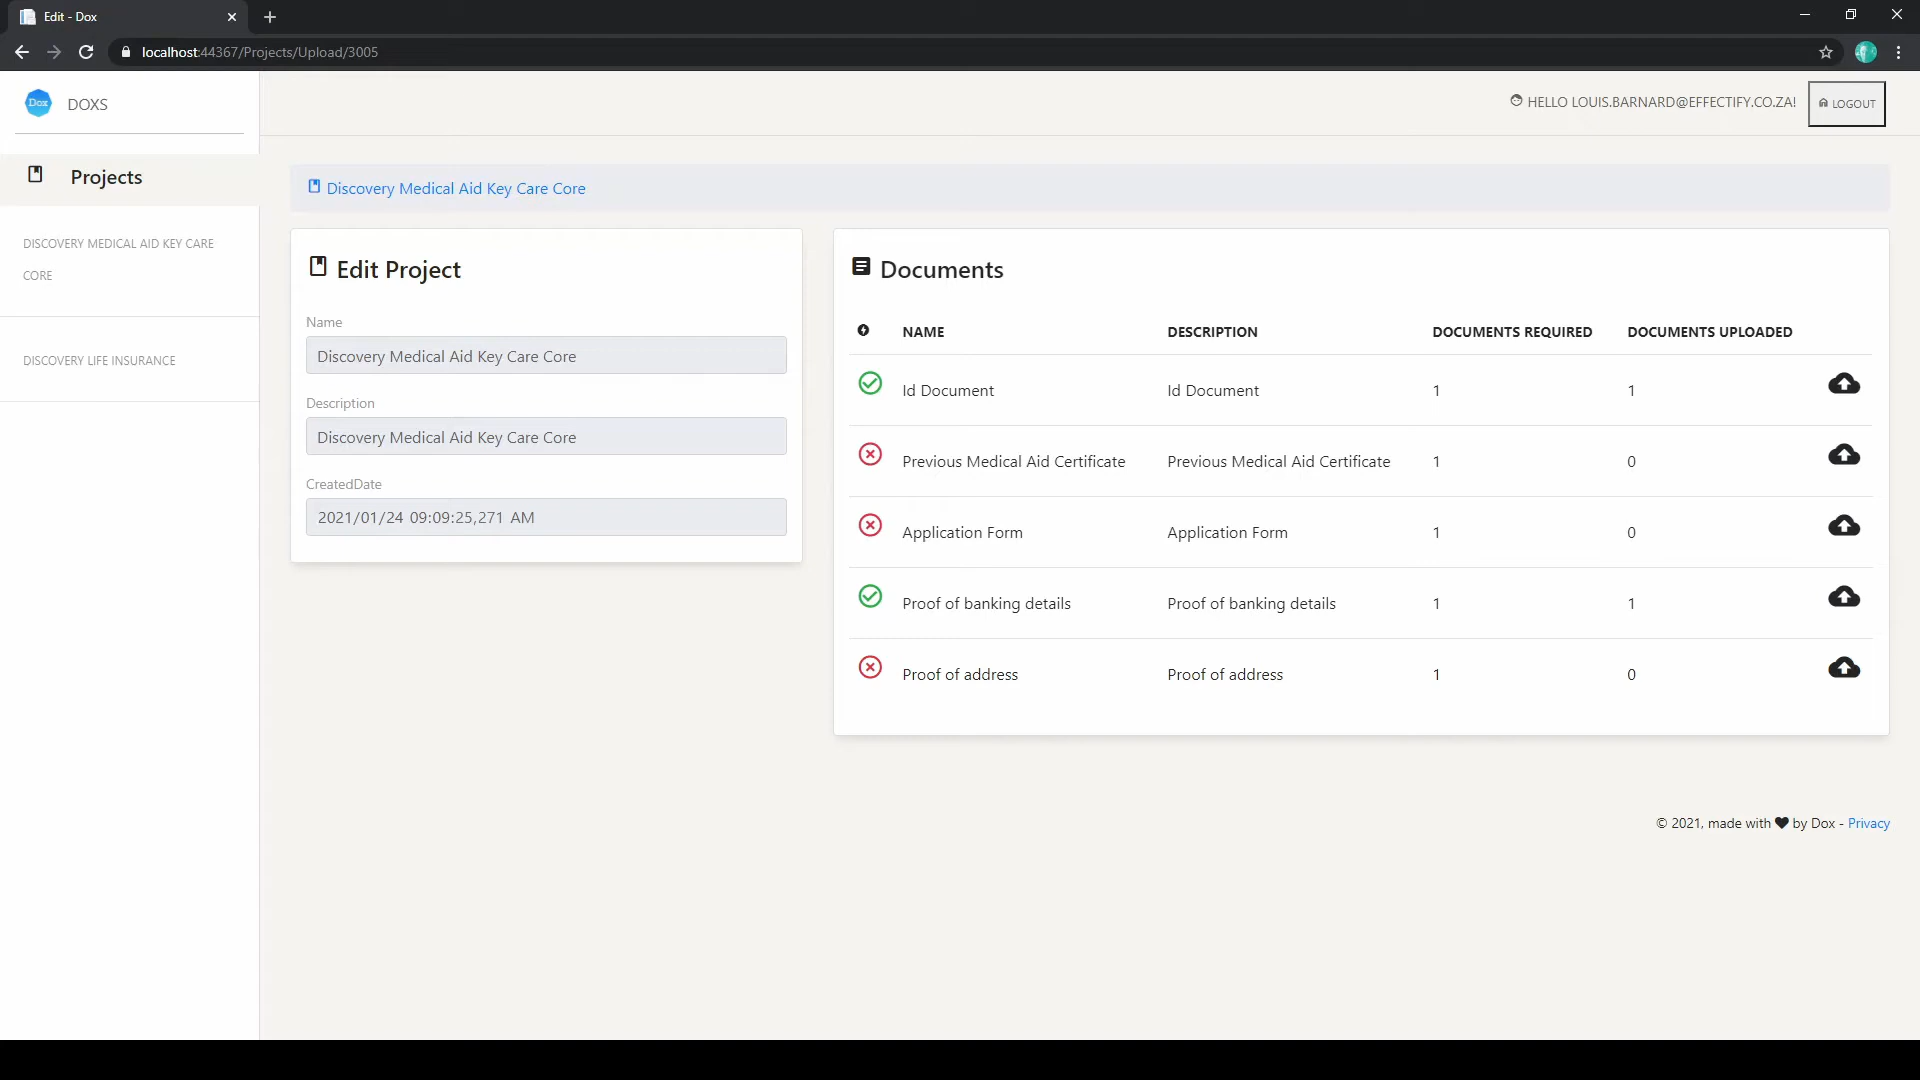 Edit - Dox
localhost:44367/Projects/Upload/3005
Dox DOXS
HELLO LOUIS.BARNARD@EFFECTIFY.CO.ZA! LOGOUT
Projects
DISCOVERY MEDICAL AID KEY CARE
CORE
DISCOVERY LIFE INSURANCE
Discovery Medical Aid Key Care Core
Edit Project
Name
Discovery Medical Aid Key Care Core
Description
Discovery Medical Aid Key Care Core
CreatedDate
2021/01/24 09:09:25,271 AM
Documents
NAME DESCRIPTION DOCUMENTS REQUIRED DOCUMENTS UPLOADED
Id Document Id Document 1 1
Previous Medical Aid Certificate Previous Medical Aid Certificate 1 0
Application Form Application Form 1 0
Proof of banking details Proof of banking details 1 1
Proof of address Proof of address 1 0
© 2021, made with ♥ by Dox - Privacy